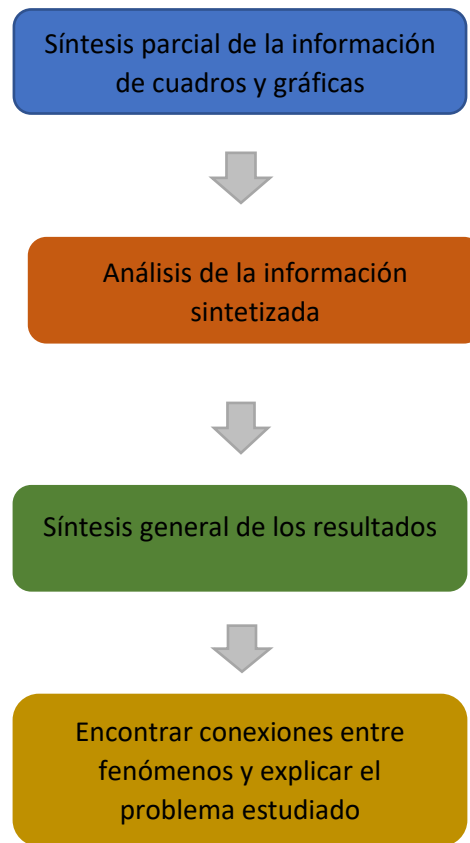 Síntesis parcial de la información
de cuadros y gráficas
Análisis de la información
sintetizada
Síntesis general de los resultados
Encontrar conexiones entre
fenómenos y explicar el
problema estudiado